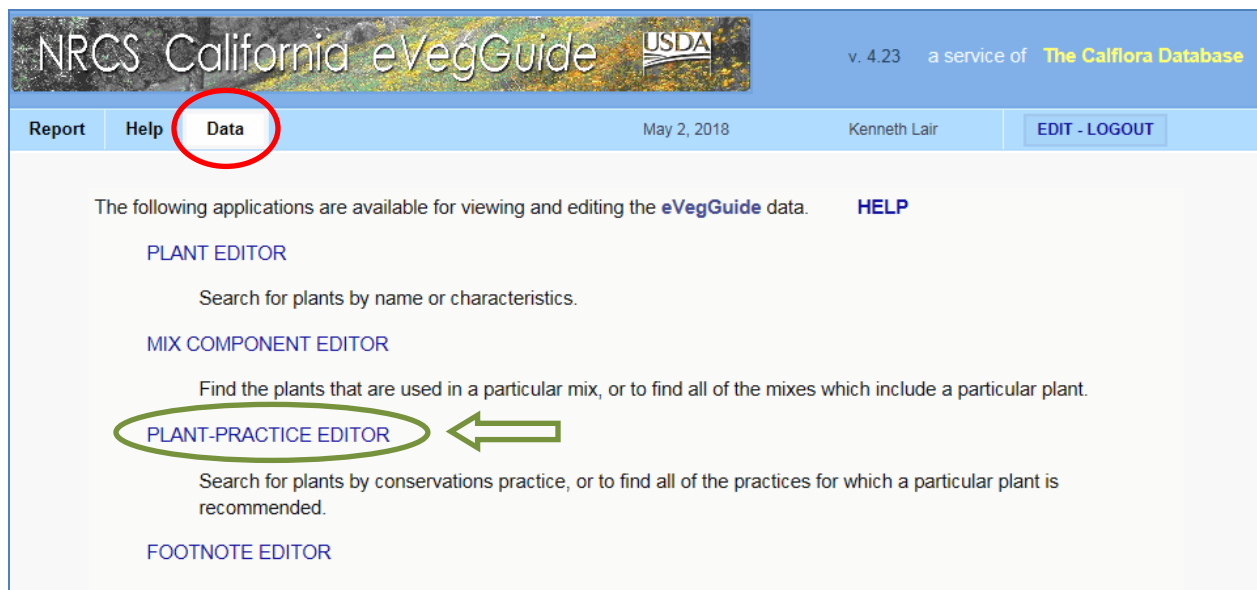 NRCS California eVegGuide USDA v. 4.23 a service of The Calflora Database
Report Help Data May 2, 2018 Kenneth Lair EDIT - LOGOUT
The following applications are available for viewing and editing the eVegGuide data. HELP
PLANT EDITOR
Search for plants by name or characteristics.
MIX COMPONENT EDITOR
Find the plants that are used in a particular mix, or to find all of the mixes which include a particular plant.
PLANT-PRACTICE EDITOR
Search for plants by conservations practice, or to find all of the practices for which a particular plant is
recommended.
FOOTNOTE EDITOR